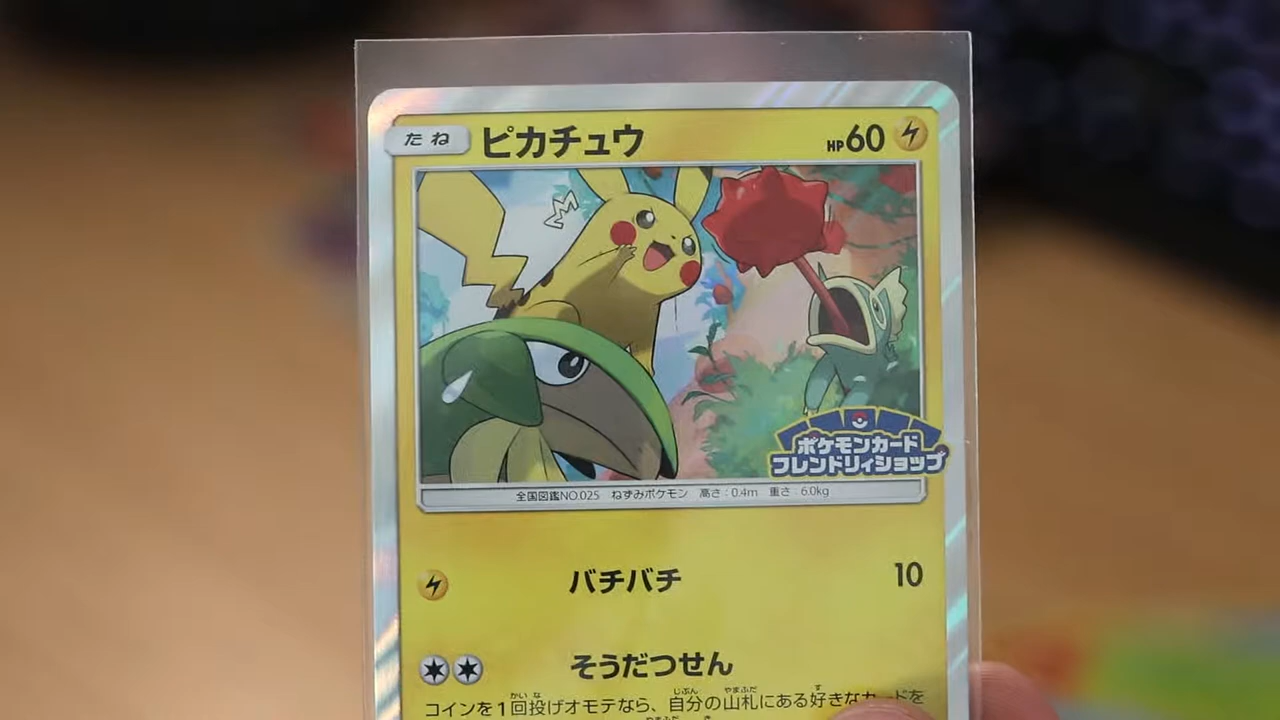 たね ピカチュウ HP60
ポケモンカード
フレンドリィショップ
全国図鑑NO.025 ねずみポケモン 高さ:0.4m 重さ:6.0kg
バチバチ 10
そうだつせん
コインを1回投げオモテなら、自分の山札にある好きなカードを